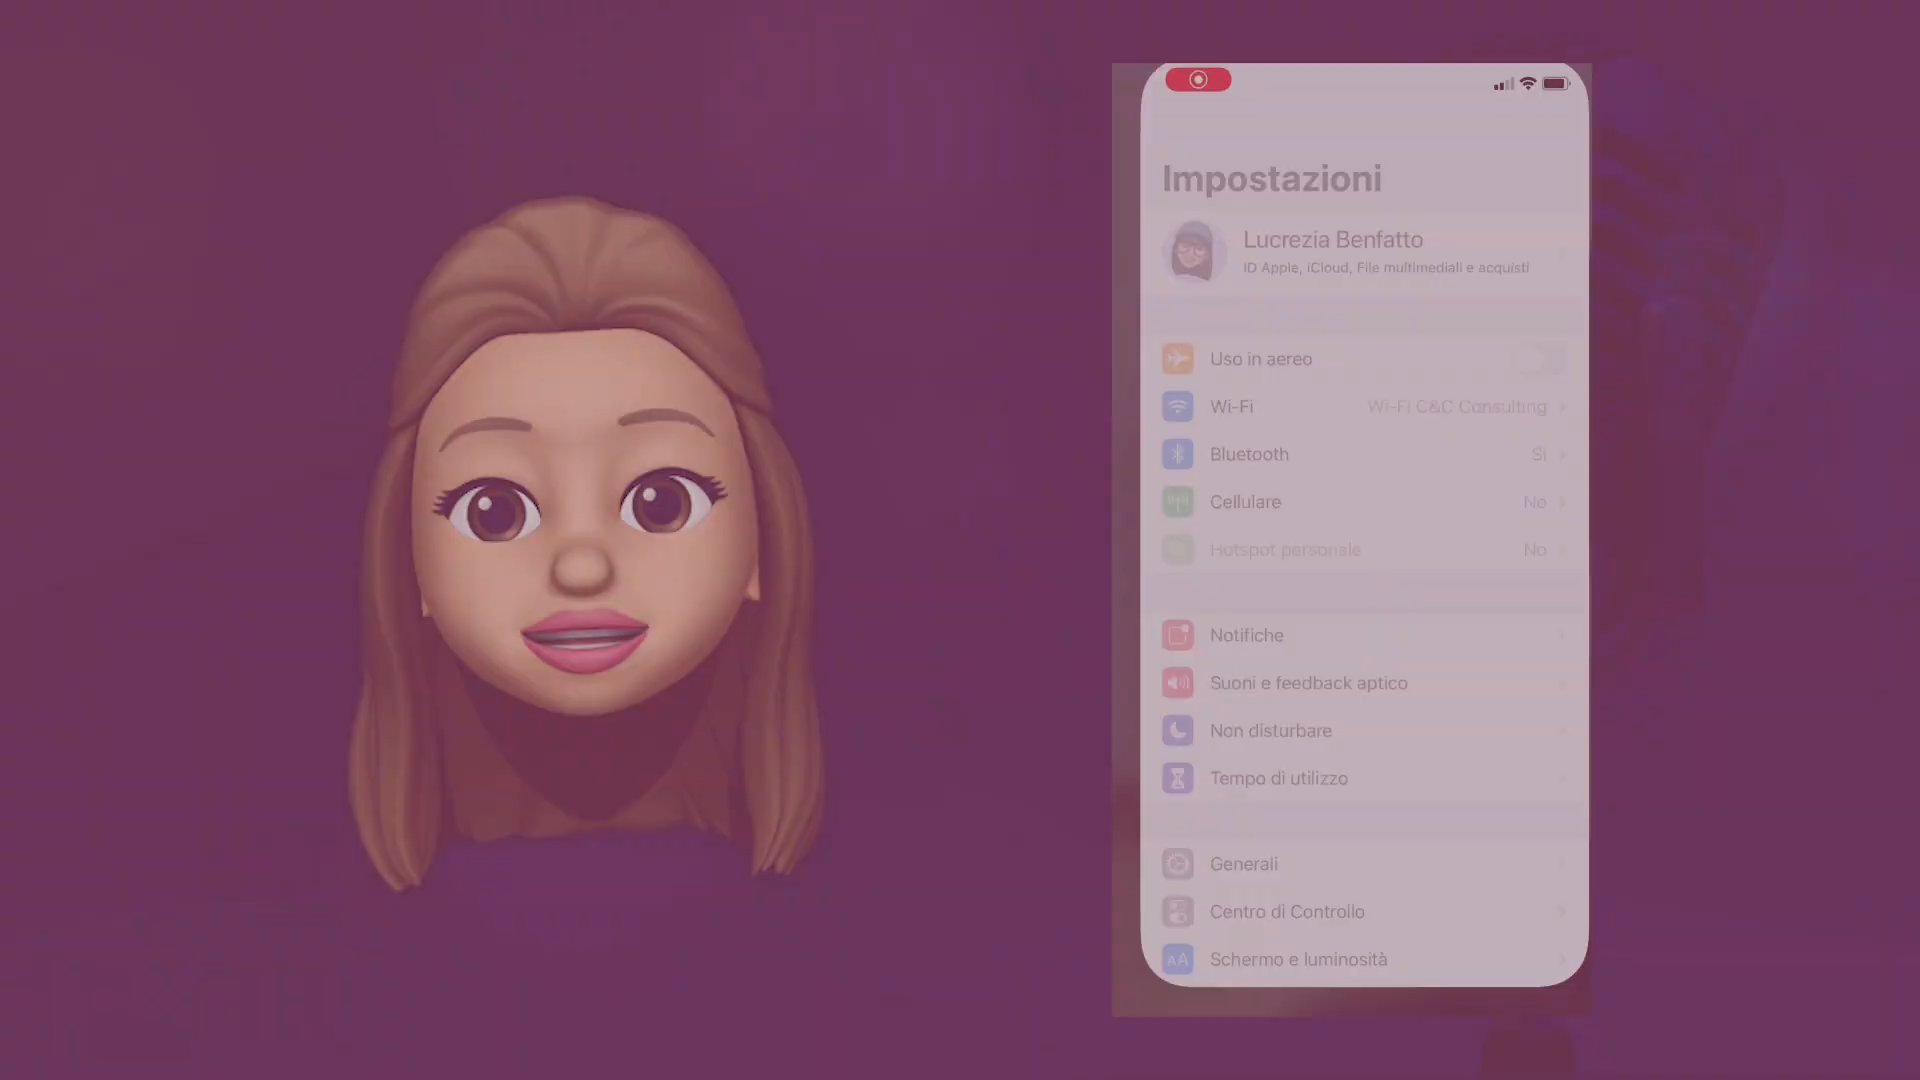 Impostazioni
Lucrezia Benfatto
ID Apple, iCloud, File multimediali e acquisti
Uso in aereo
Wi-Fi Wi-Fi C&C Consulting
Bluetooth Sì
Cellulare No
Hotspot personale No
Notifiche
Suoni e feedback aptico
Non disturbare
Tempo di utilizzo
Generali
Centro di Controllo
AA Schermo e luminosità